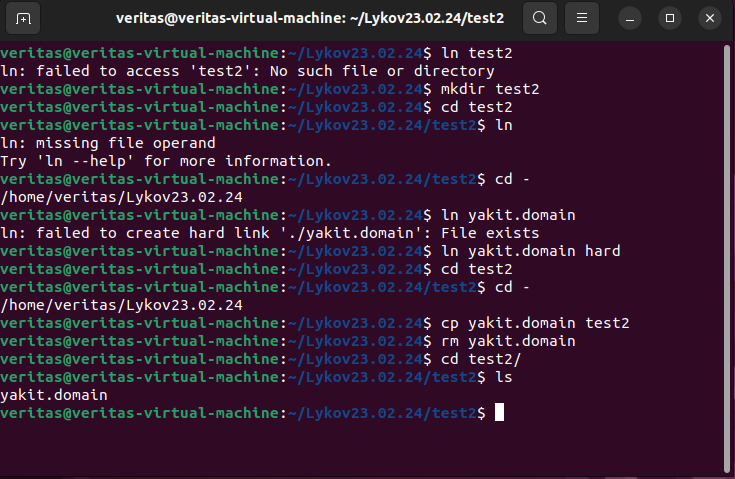 veritas@veritas-virtual-machine: ~/Lykov23.02.24/test2
veritas@veritas-virtual-machine:~/Lykov23.02.24$ ln test2
ln: failed to access 'test2': No such file or directory
veritas@veritas-virtual-machine:~/Lykov23.02.24$ mkdir test2
veritas@veritas-virtual-machine:~/Lykov23.02.24$ cd test2
veritas@veritas-virtual-machine:~/Lykov23.02.24/test2$ ln
ln: missing file operand
Try 'ln --help' for more information.
veritas@veritas-virtual-machine:~/Lykov23.02.24/test2$ cd -
/home/veritas/Lykov23.02.24
veritas@veritas-virtual-machine:~/Lykov23.02.24$ ln yakit.domain
ln: failed to create hard link './yakit.domain': File exists
veritas@veritas-virtual-machine:~/Lykov23.02.24$ ln yakit.domain hard
veritas@veritas-virtual-machine:~/Lykov23.02.24$ cd test2
veritas@veritas-virtual-machine:~/Lykov23.02.24/test2$ cd -
/home/veritas/Lykov23.02.24
veritas@veritas-virtual-machine:~/Lykov23.02.24$ cp yakit.domain test2
veritas@veritas-virtual-machine:~/Lykov23.02.24$ rm yakit.domain
veritas@veritas-virtual-machine:~/Lykov23.02.24$ cd test2/
veritas@veritas-virtual-machine:~/Lykov23.02.24/test2$ ls
yakit.domain
veritas@veritas-virtual-machine:~/Lykov23.02.24/test2$